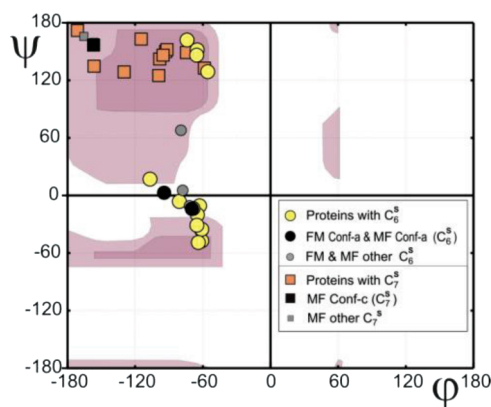 ψ
180
120
60
0
-60
-120
-180
-180 -120 -60 0 60 120 180
φ
Proteins with C₆ˢ
FM Conf-a & MF Conf-a (C₆ˢ)
FM & MF other C₆ˢ
Proteins with C₇ˢ
MF Conf-c (C₇ˢ)
MF other C₇ˢ